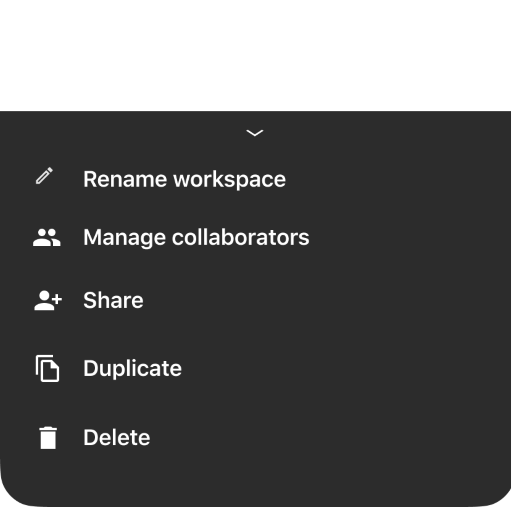 Rename workspace
Manage collaborators
Share
Duplicate
Delete